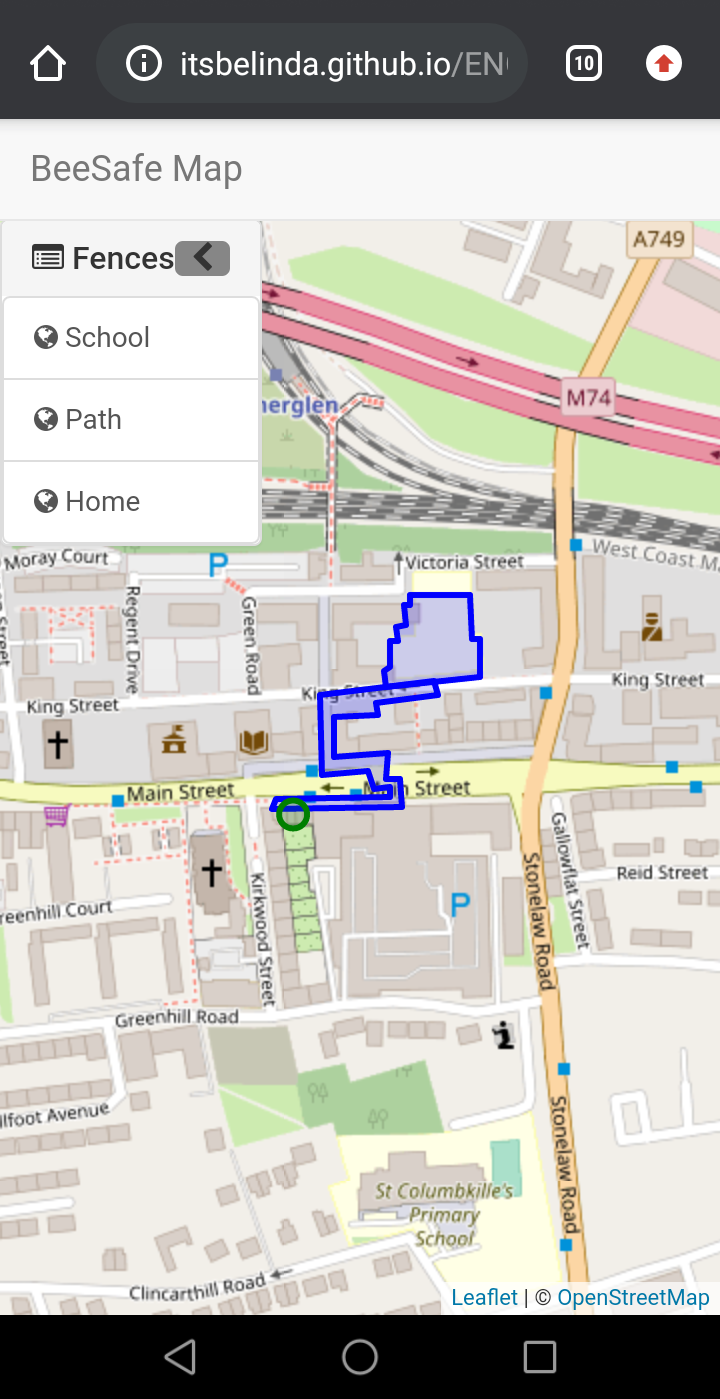 itsbelinda.github.io/EN
10
BeeSafe Map
Fences
School
Path
Home
A749
M74
herglen
Moray Court
P
Victoria Street
West Coast Ma
Regent Drive
Green Road
King Street
King Street
King Street
Main Street
Main Street
Gallowflat Street
Reid Street
reenhill Court
Kirkwood Street
P
Stonelaw Road
Greenhill Road
llfoot Avenue
Stonelaw Road
St Columbkille's
Primary
School
Clincarthill Road
Leaflet | © OpenStreetMap